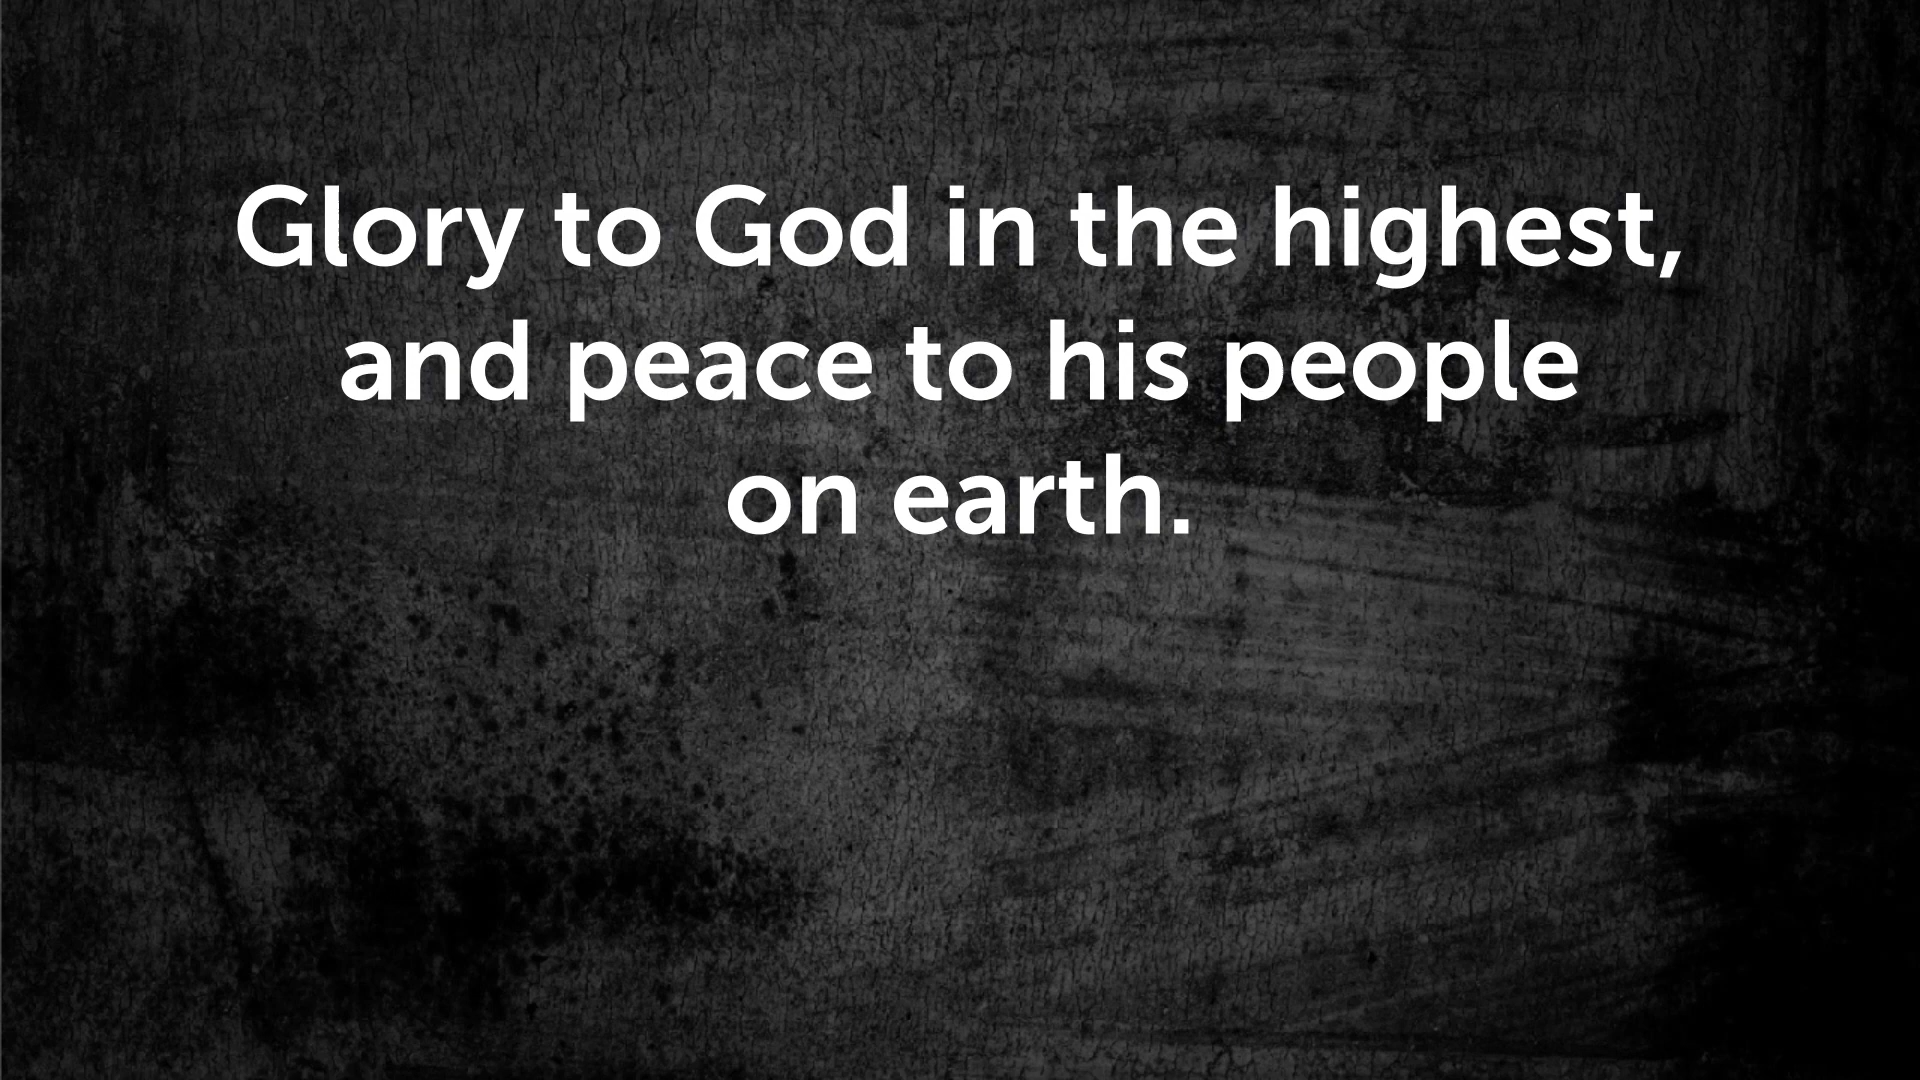 Glory to God in the highest,
and peace to his people
on earth.